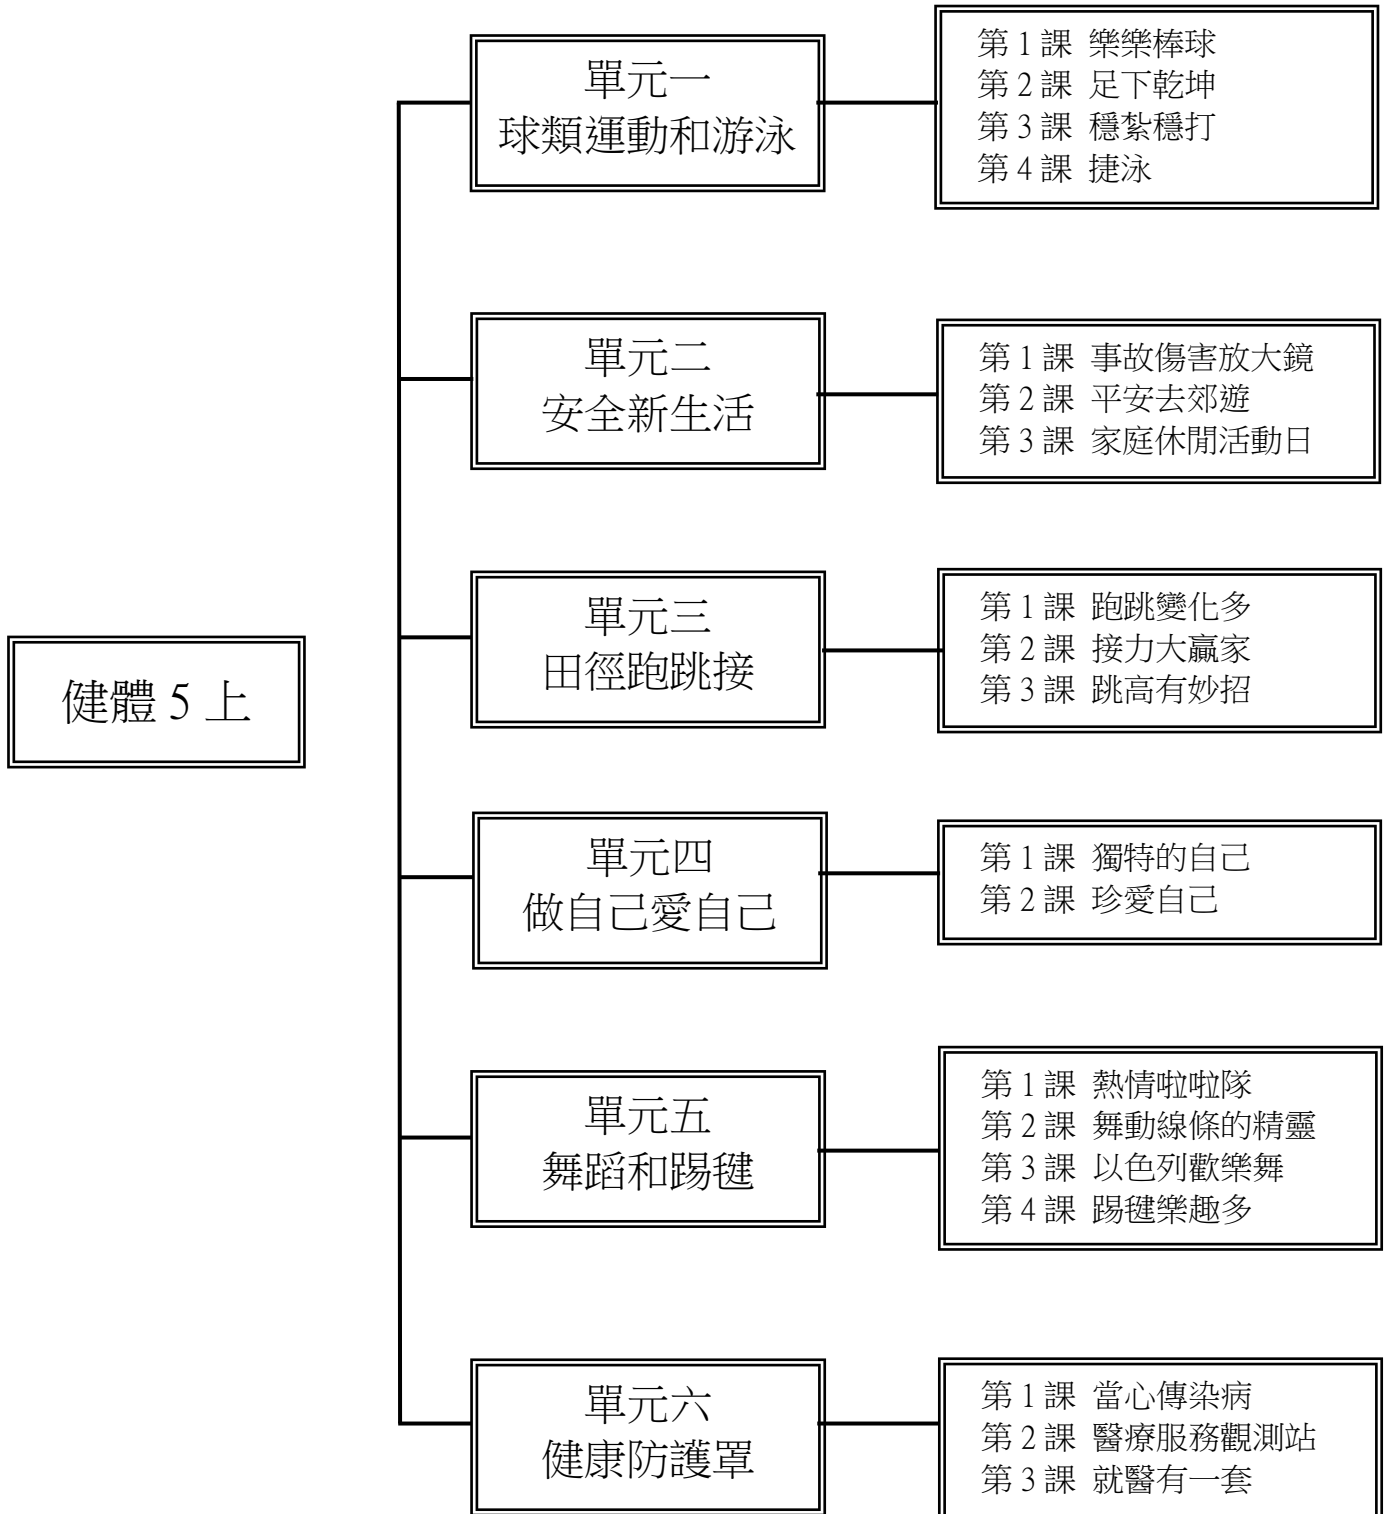 健體 5 上
單元一
球類運動和游泳
第 1 課 樂樂棒球
第 2 課 足下乾坤
第 3 課 穩紮穩打
第 4 課 捷泳
單元二
安全新生活
第 1 課 事故傷害放大鏡
第 2 課 平安去郊遊
第 3 課 家庭休閒活動日
單元三
田徑跑跳接
第 1 課 跑跳變化多
第 2 課 接力大贏家
第 3 課 跳高有妙招
單元四
做自己愛自己
第 1 課 獨特的自己
第 2 課 珍愛自己
單元五
舞蹈和踢毽
第 1 課 熱情啦啦隊
第 2 課 舞動線條的精靈
第 3 課 以色列歡樂舞
第 4 課 踢毽樂趣多
單元六
健康防護罩
第 1 課 當心傳染病
第 2 課 醫療服務觀測站
第 3 課 就醫有一套